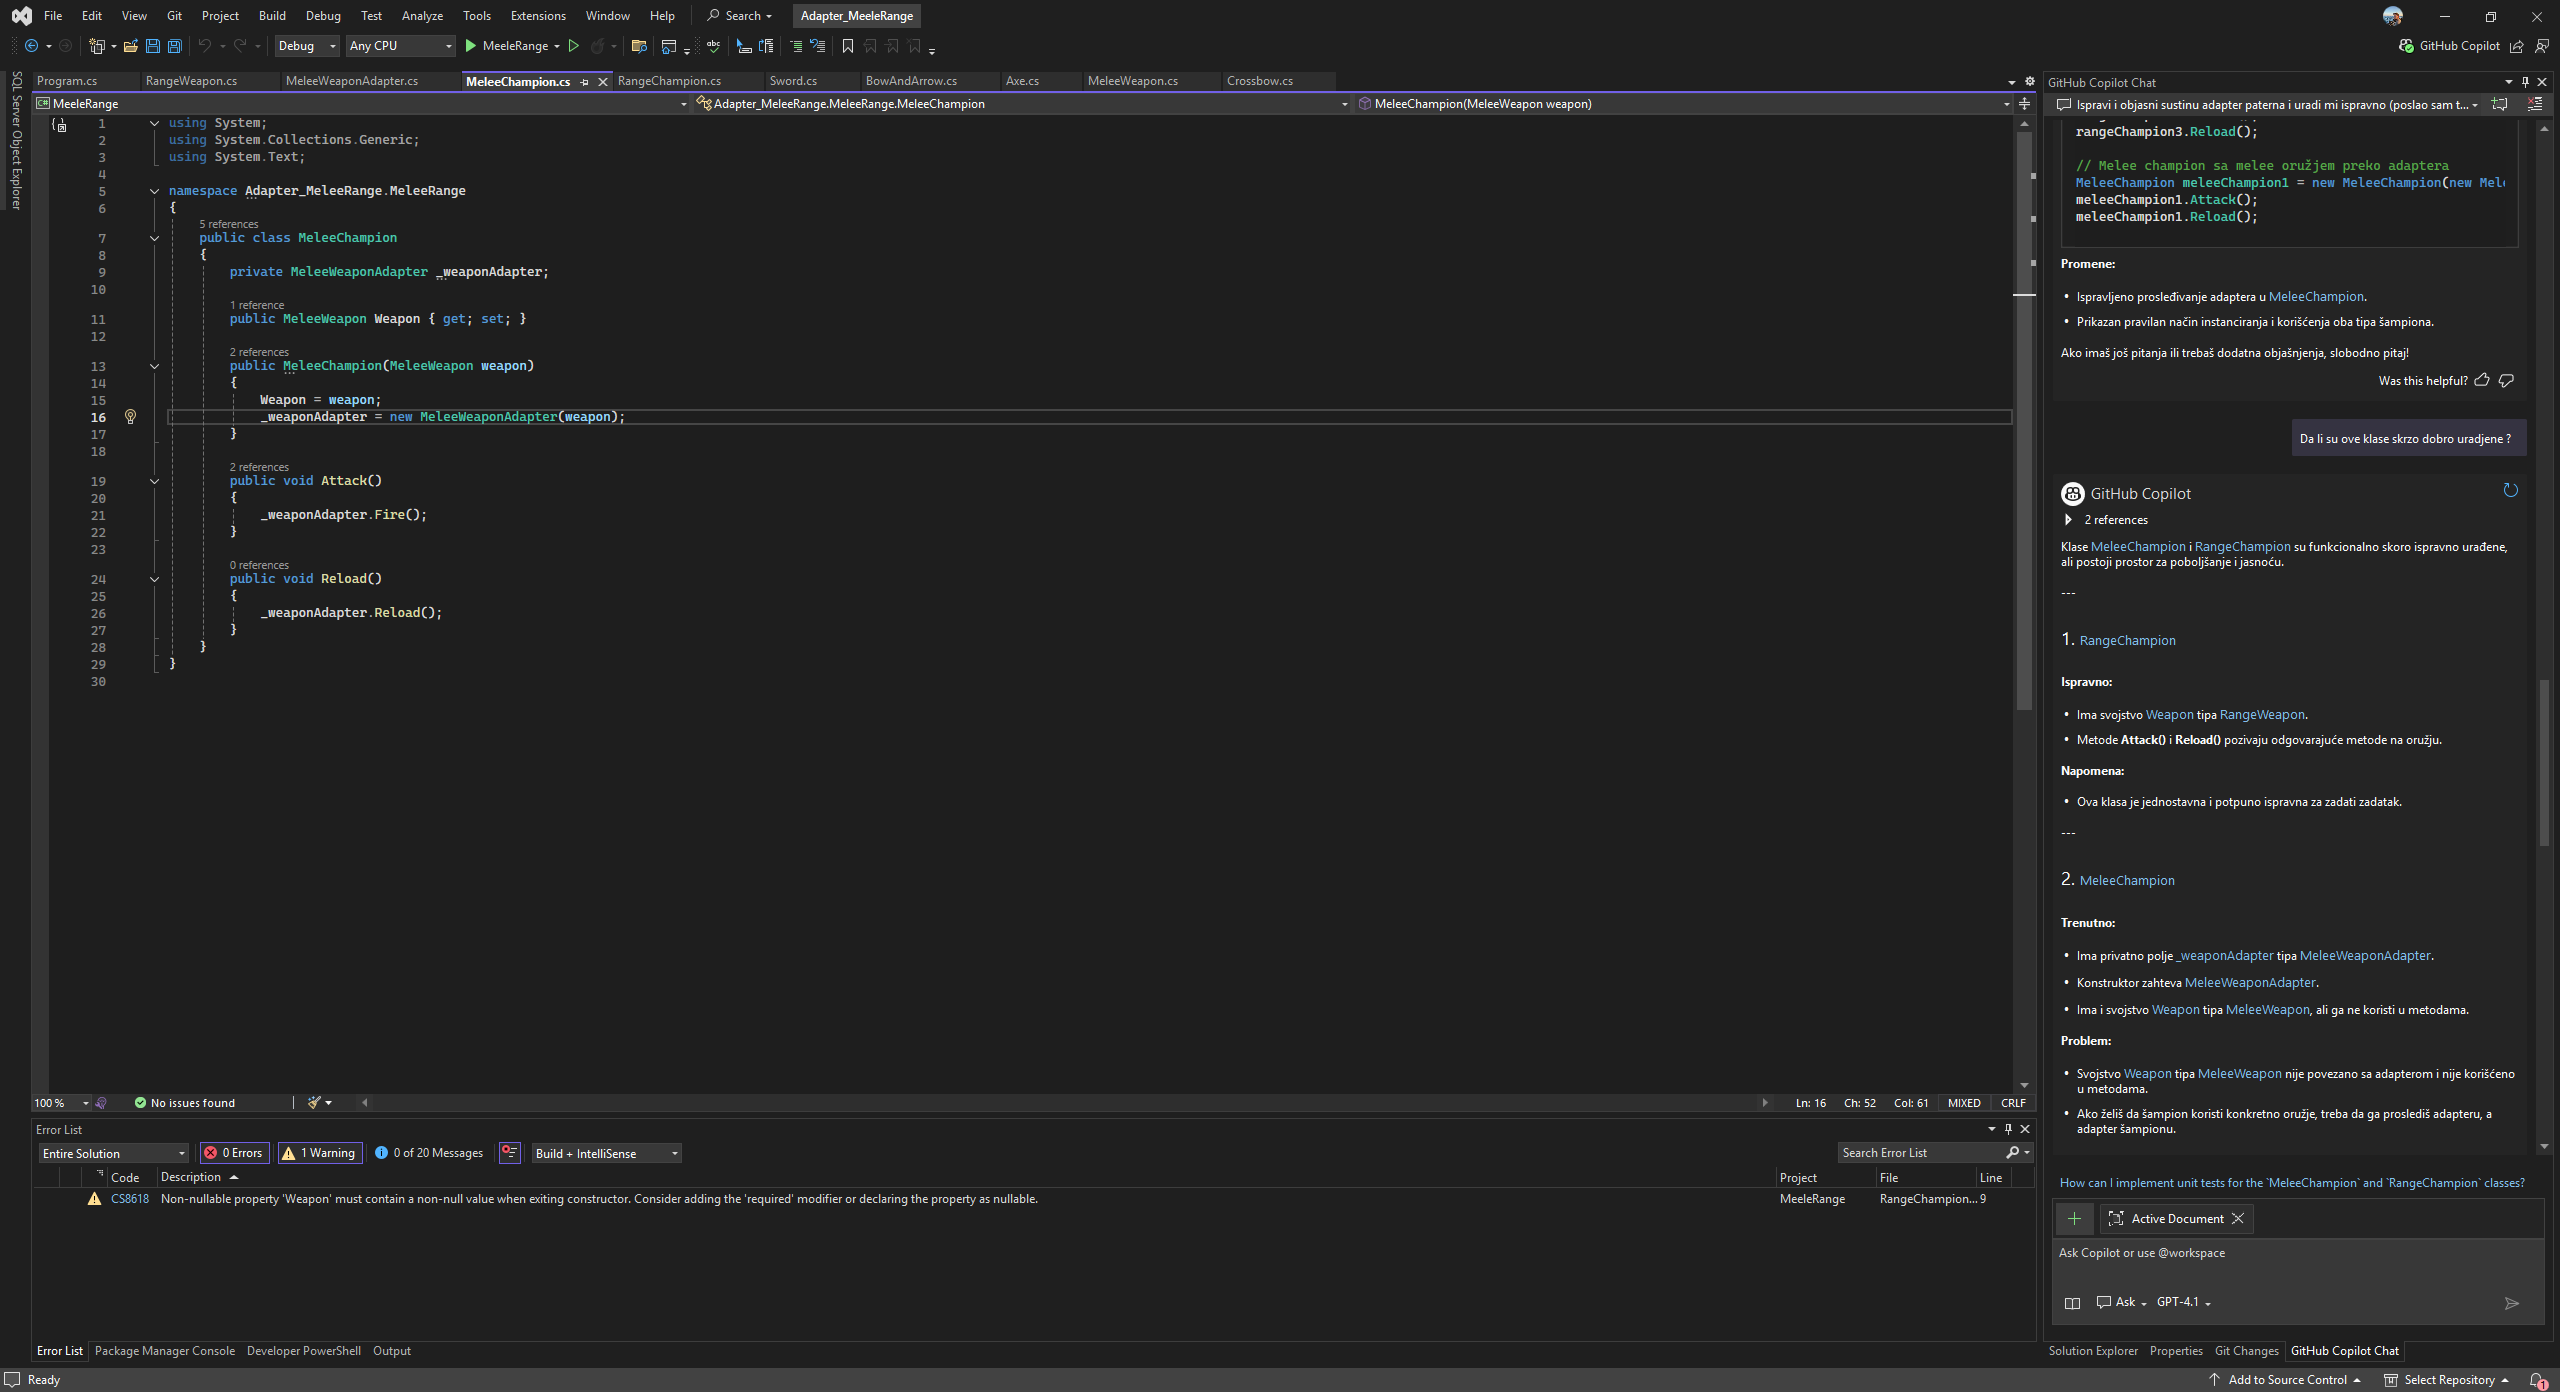 File Edit View Git Project Build Debug Test Analyze Tools Extensions Window Help Search Adapter_MeeleRange
Debug Any CPU MeeleRange GitHub Copilot
SQL Server Object Explorer
Program.cs RangeWeapon.cs MeleeWeaponAdapter.cs MeleeChampion.cs RangeChampion.cs Sword.cs BowAndArrow.cs Axe.cs MeleeWeapon.cs Crossbow.cs
MeeleRange Adapter_MeleeRange.MeleeRange.MeleeChampion MeleeChampion(MeleeWeapon weapon)
1 using System;
2 using System.Collections.Generic;
3 using System.Text;
4
5 namespace Adapter_MeleeRange.MeleeRange
6 {
5 references
7 public class MeleeChampion
8 {
9 private MeleeWeaponAdapter _weaponAdapter;
10
1 reference
11 public MeleeWeapon Weapon { get; set; }
12
2 references
13 public MeleeChampion(MeleeWeapon weapon)
14 {
15 Weapon = weapon;
16 _weaponAdapter = new MeleeWeaponAdapter(weapon);
17 }
18
2 references
19 public void Attack()
20 {
21 _weaponAdapter.Fire();
22 }
23
0 references
24 public void Reload()
25 {
26 _weaponAdapter.Reload();
27 }
28 }
29 }
30
100 % No issues found Ln: 16 Ch: 52 Col: 61 MIXED CRLF
Error List
Entire Solution 0 Errors 1 Warning 0 of 20 Messages Build + IntelliSense Search Error List
Code Description Project File Line
CS8618 Non-nullable property 'Weapon' must contain a non-null value when exiting constructor. Consider adding the 'required' modifier or declaring the property as nullable. MeeleRange RangeChampion... 9
Error List Package Manager Console Developer PowerShell Output
GitHub Copilot Chat
Ispravi i objasni sustinu adapter paterna i uradi mi ispravno (poslao sam t...
rangeChampion3.Reload();
// Melee champion sa melee oružjem preko adaptera
MeleeChampion meleeChampion1 = new MeleeChampion(new Mel
meleeChampion1.Attack();
meleeChampion1.Reload();
Promene:
• Ispravljeno prosleđivanje adaptera u MeleeChampion.
• Prikazan pravilan način instanciranja i korišćenja oba tipa šampiona.
Ako imaš još pitanja ili trebaš dodatna objašnjenja, slobodno pitaj!
Was this helpful?
Da li su ove klase skrzo dobro uradjene ?
GitHub Copilot
2 references
Klase MeleeChampion i RangeChampion su funkcionalno skoro ispravno urađene,
ali postoji prostor za poboljšanje i jasnoću.
---
1. RangeChampion
Ispravno:
• Ima svojstvo Weapon tipa RangeWeapon.
• Metode Attack() i Reload() pozivaju odgovarajuće metode na oružju.
Napomena:
• Ova klasa je jednostavna i potpuno ispravna za zadati zadatak.
---
2. MeleeChampion
Trenutno:
• Ima privatno polje _weaponAdapter tipa MeleeWeaponAdapter.
• Konstruktor zahteva MeleeWeaponAdapter.
• Ima i svojstvo Weapon tipa MeleeWeapon, ali ga ne koristi u metodama.
Problem:
• Svojstvo Weapon tipa MeleeWeapon nije povezano sa adapterom i nije korišćeno
u metodama.
• Ako želiš da šampion koristi konkretno oružje, treba da ga proslediš adapteru, a
adapter šampionu.
How can I implement unit tests for the `MeleeChampion` and `RangeChampion` classes?
Active Document
Ask Copilot or use @workspace
Ask GPT-4.1
Solution Explorer Properties Git Changes GitHub Copilot Chat
Ready Add to Source Control Select Repository 1